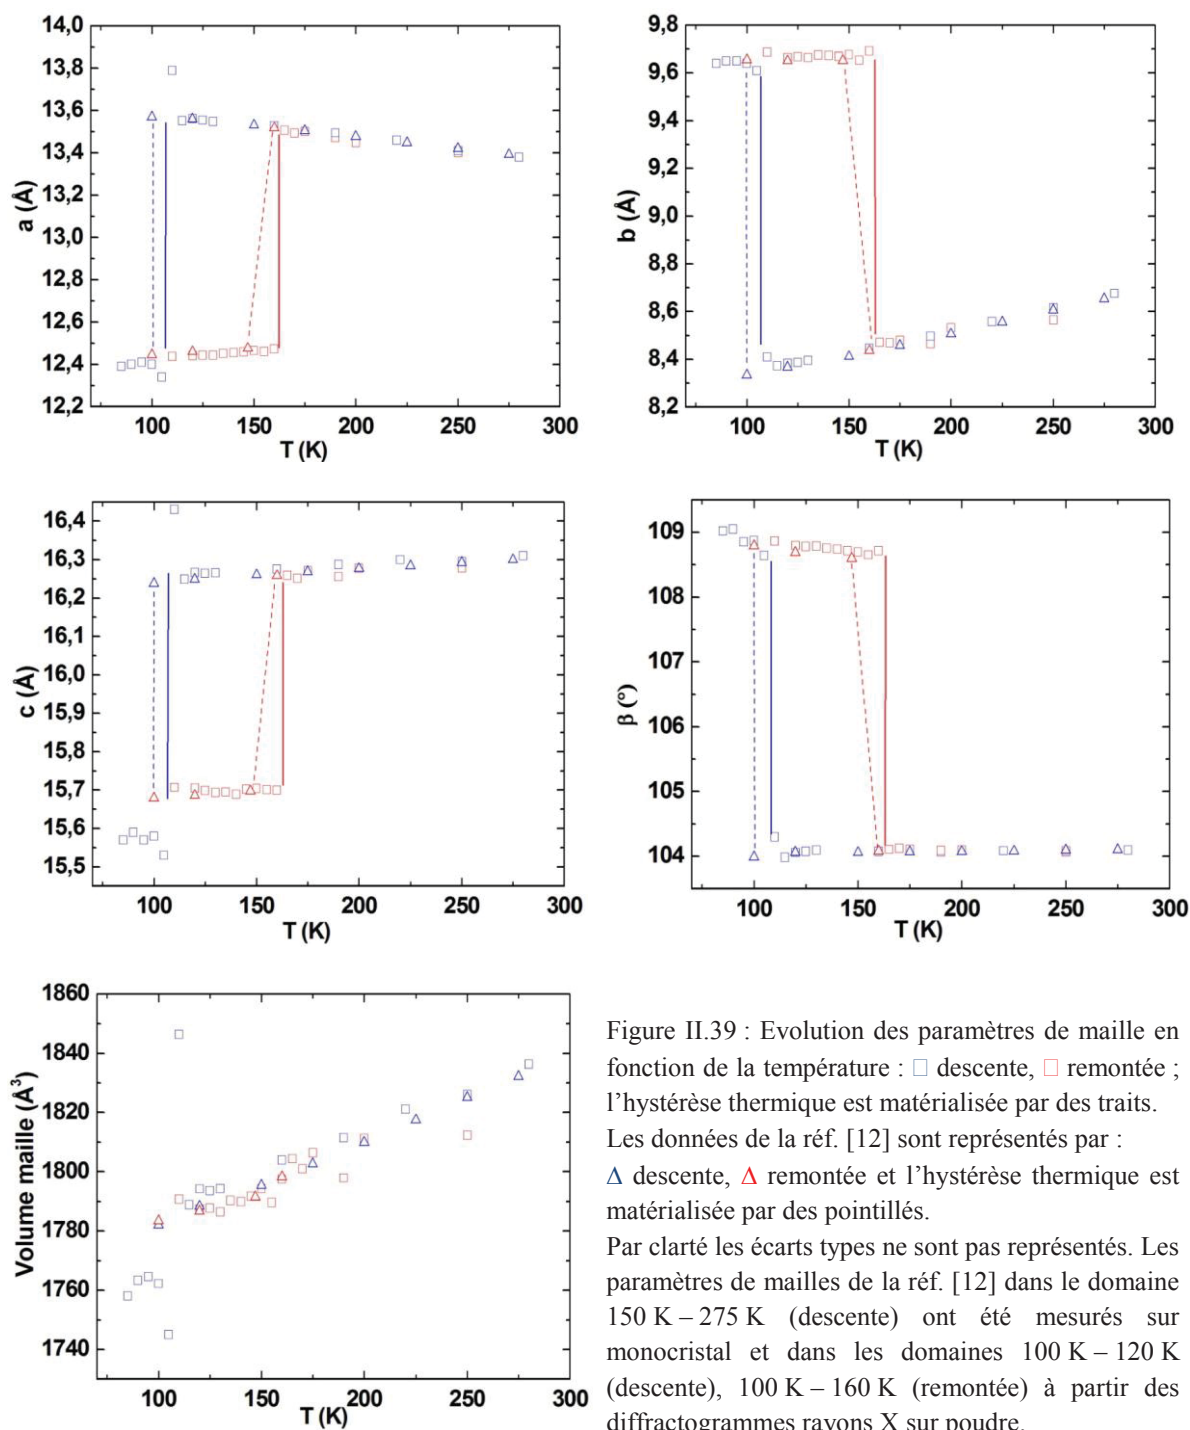 14,0
13,8
13,6
13,4
13,2
13,0
12,8
12,6
12,4
12,2
a (Å)
100 150 200 250 300
T (K)
9,8
9,6
9,4
9,2
9,0
8,8
8,6
8,4
8,2
b (Å)
100 150 200 250 300
T (K)
16,4
16,3
16,2
16,1
16,0
15,9
15,8
15,7
15,6
15,5
c (Å)
100 150 200 250 300
T (K)
109
108
107
106
105
104
β (°)
100 150 200 250 300
T (K)
1860
1840
1820
1800
1780
1760
1740
Volume maille (Å³)
100 150 200 250 300
T (K)
Figure II.39 : Evolution des paramètres de maille en
fonction de la température : □ descente, □ remontée ;
l'hystérèse thermique est matérialisée par des traits.
Les données de la réf. [12] sont représentés par :
Δ descente, Δ remontée et l'hystérèse thermique est
matérialisée par des pointillés.
Par clarté les écarts types ne sont pas représentés. Les
paramètres de mailles de la réf. [12] dans le domaine
150 K – 275 K (descente) ont été mesurés sur
monocristal et dans les domaines 100 K – 120 K
(descente), 100 K – 160 K (remontée) à partir des
diffractogrammes rayons X sur poudre.